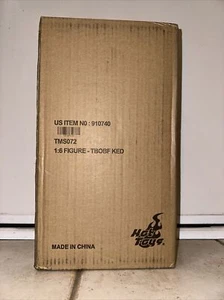 US ITEM NO : 910740
TMS072
1:6 FIGURE - TBOBF KED
MADE IN CHINA
Hot
Toys